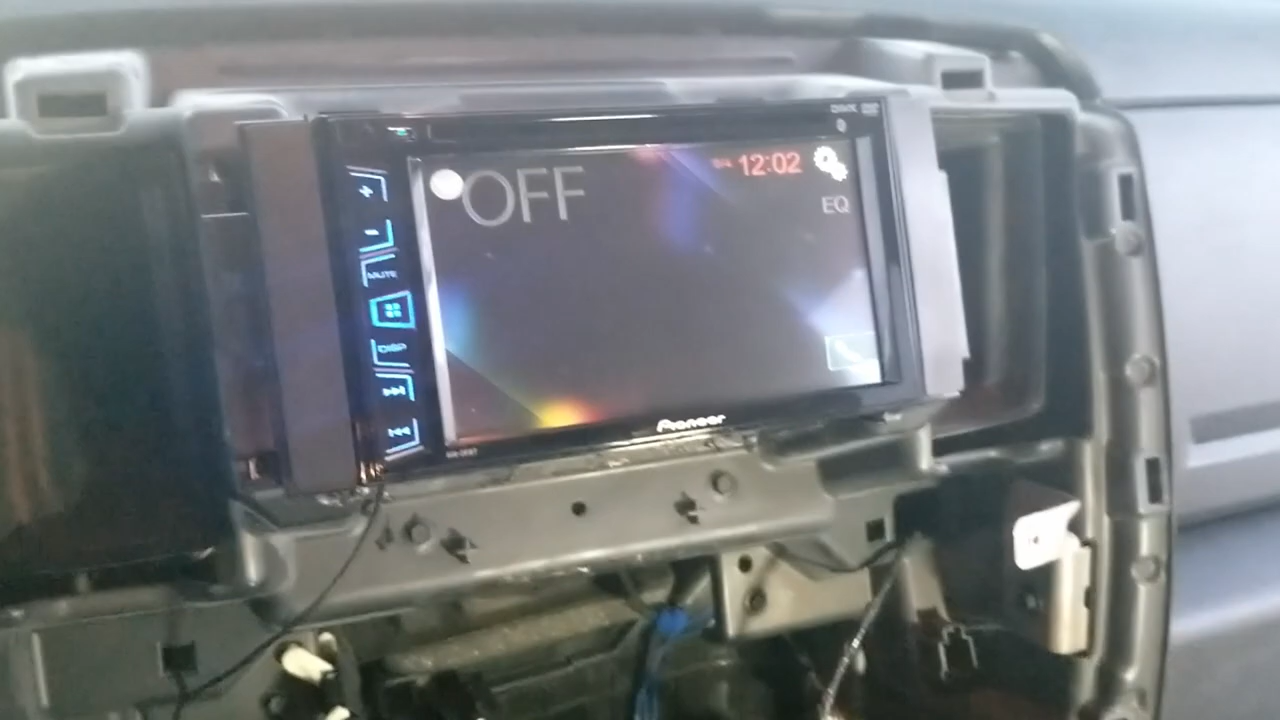 OFF
12:02
EQ
+
-
MUTE
DISP
Pioneer